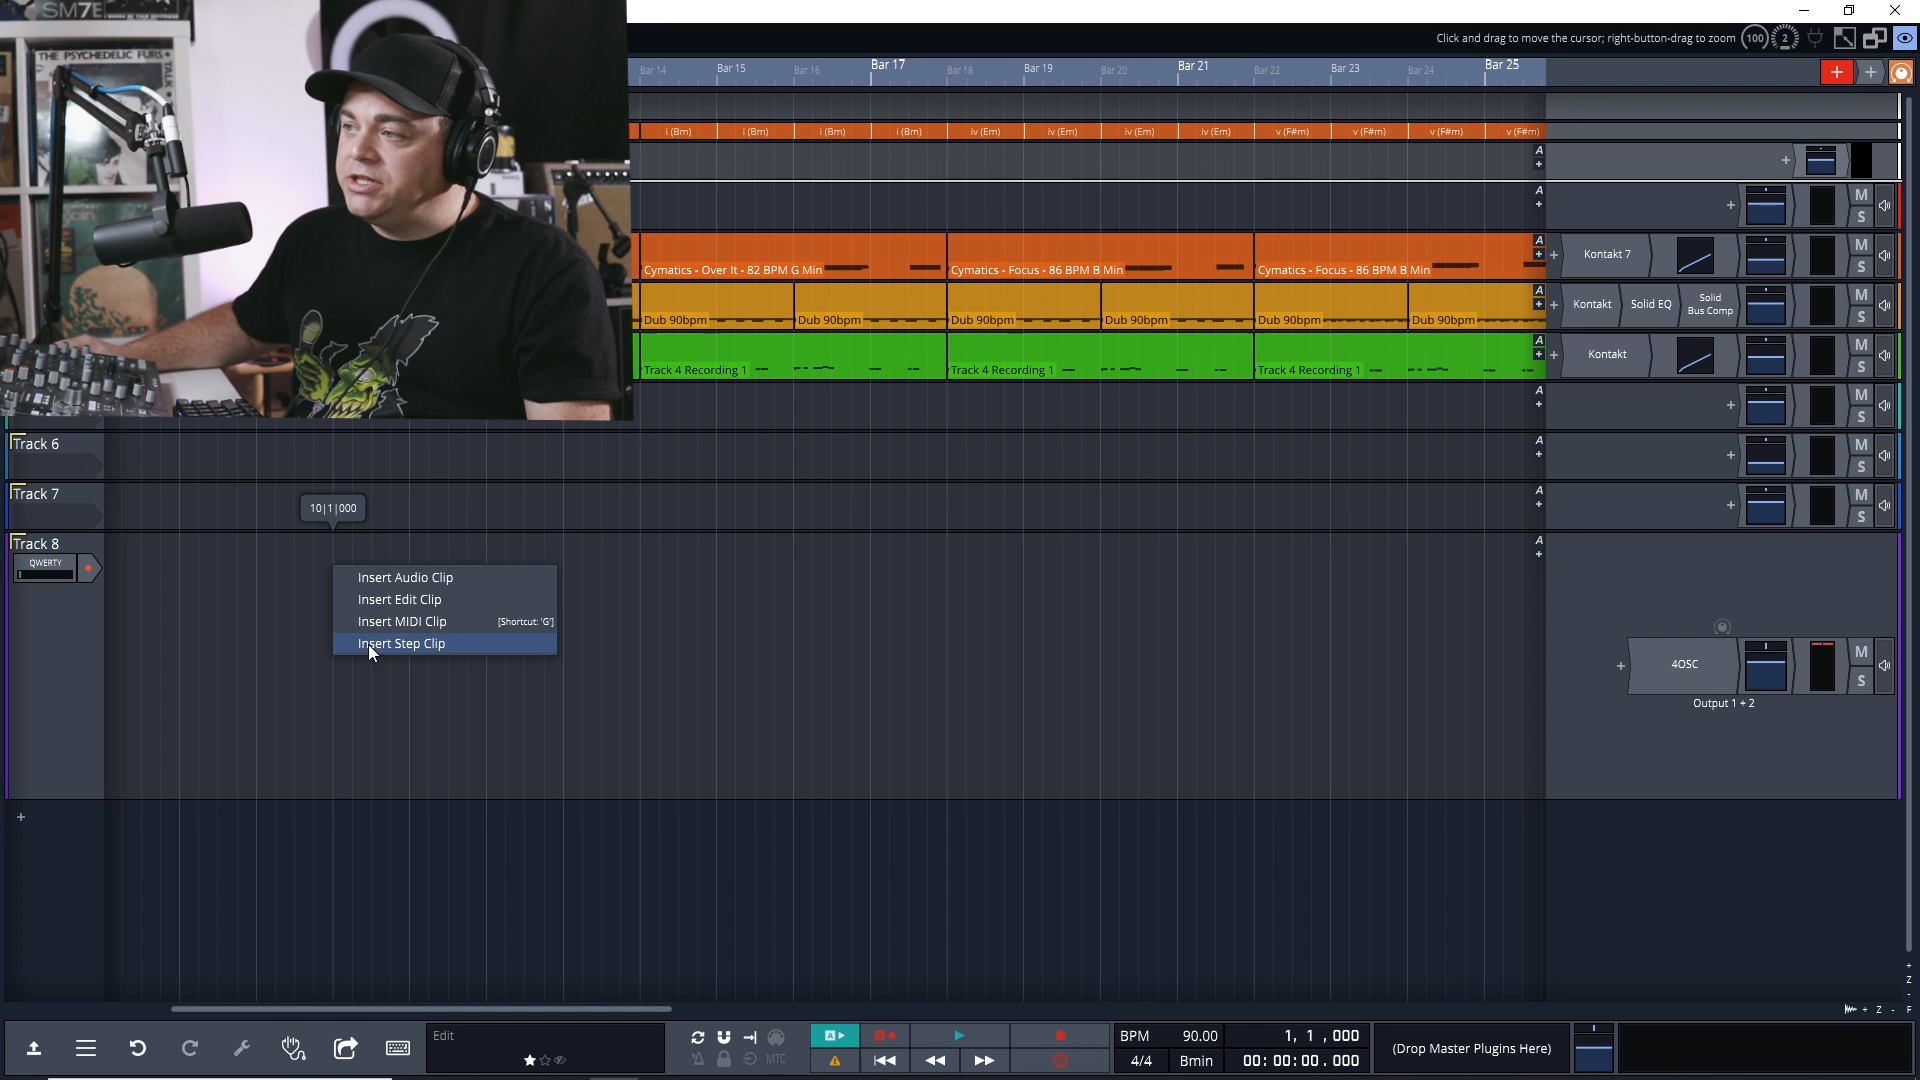 SM7E
THE PSYCHEDELIC FURS
TALK
Click and drag to move the cursor; right-button-drag to zoom
100
2
Bar 14
Bar 15
Bar 16
Bar 17
Bar 18
Bar 19
Bar 20
Bar 21
Bar 22
Bar 23
Bar 24
Bar 25
i (Bm)
i (Bm)
i (Bm)
i (Bm)
iv (Em)
iv (Em)
iv (Em)
iv (Em)
v (F#m)
v (F#m)
v (F#m)
v (F#m)
A
A
M
S
Cymatics - Over It - 82 BPM G Min
Cymatics - Focus - 86 BPM B Min
Cymatics - Focus - 86 BPM B Min
A
Kontakt 7
M
S
Dub 90bpm
Dub 90bpm
Dub 90bpm
Dub 90bpm
Dub 90bpm
Dub 90bpm
A
Kontakt
Solid EQ
Solid
Bus Comp
M
S
Track 4 Recording 1
Track 4 Recording 1
Track 4 Recording 1
A
Kontakt
M
S
A
M
S
Track 6
A
M
S
Track 7
10|1|000
A
M
S
Track 8
QWERTY
A
Insert Audio Clip
Insert Edit Clip
Insert MIDI Clip [Shortcut: 'G']
Insert Step Clip
4OSC
M
S
Output 1 + 2
+
Z
-
F
+ Z -
Edit
MTC
A
A
BPM 90.00
1, 1 ,000
4/4 Bmin 00: 00: 00 .000
(Drop Master Plugins Here)